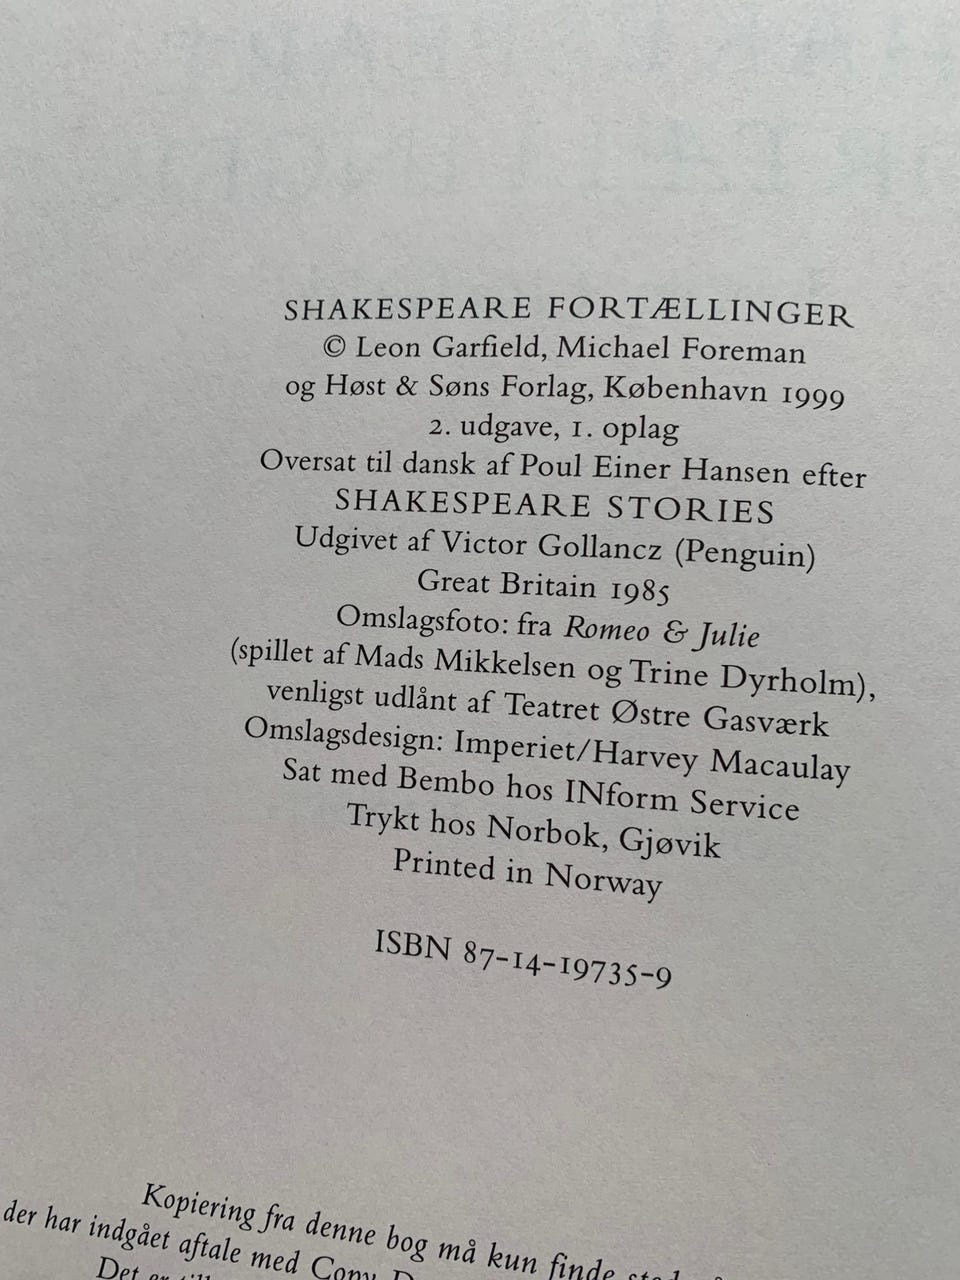 SHAKESPEARE FORTÆLLINGER
© Leon Garfield, Michael Foreman
og Høst & Søns Forlag, København 1999
2. udgave, 1. oplag
Oversat til dansk af Poul Einer Hansen efter
SHAKESPEARE STORIES
Udgivet af Victor Gollancz (Penguin)
Great Britain 1985
Omslagsfoto: fra Romeo & Julie
(spillet af Mads Mikkelsen og Trine Dyrholm),
venligst udlånt af Teatret Østre Gasværk
Omslagsdesign: Imperiet/Harvey Macaulay
Sat med Bembo hos INform Service
Trykt hos Norbok, Gjøvik
Printed in Norway
ISBN 87-14-19735-9
Kopiering fra denne bog må kun finde
der har indgået aftale med
Det